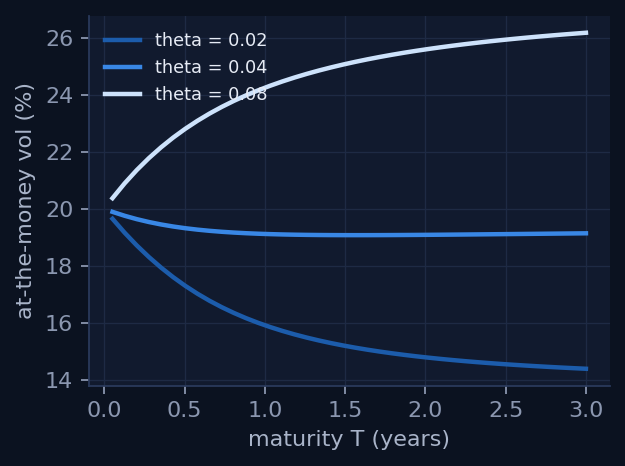 26
24
22
20
18
16
14
at-the-money vol (%)
theta = 0.02
theta = 0.04
theta = 0.08
0.0 0.5 1.0 1.5 2.0 2.5 3.0
maturity T (years)